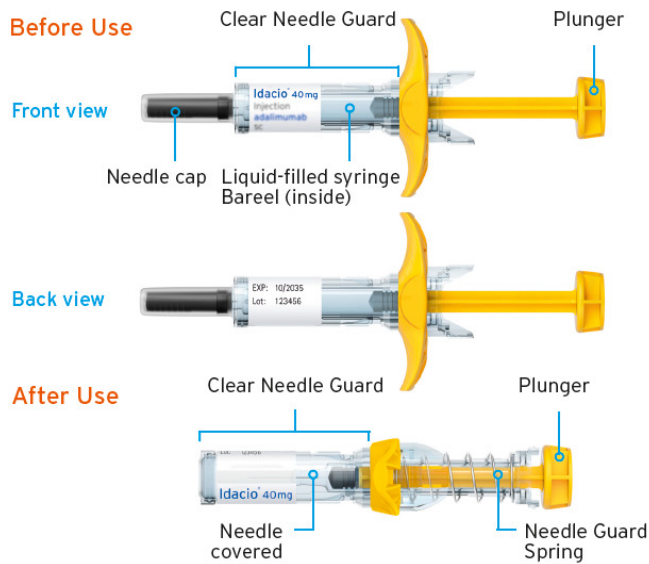 Before Use
Clear Needle Guard
Plunger
Front view
Idacio® 40mg
Injection
adalimumab
SC
Needle cap
Liquid-filled syringe
Bareel (inside)
Back view
EXP: 10/2035
Lot: 123456
After Use
Clear Needle Guard
Plunger
123456
Idacio® 40mg
Needle
covered
Needle Guard
Spring